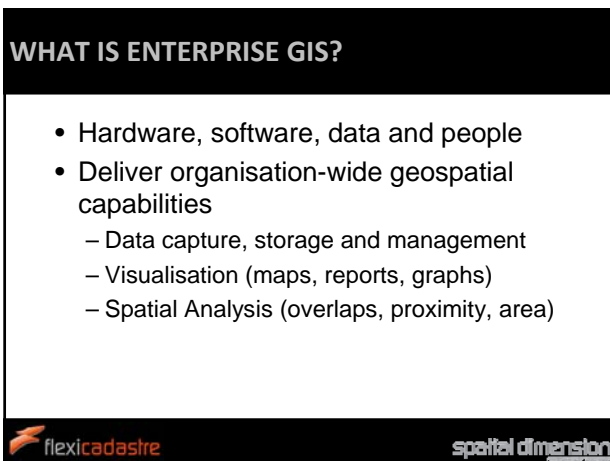 WHAT IS ENTERPRISE GIS?
• Hardware, software, data and people
• Deliver organisation-wide geospatial
capabilities
– Data capture, storage and management
– Visualisation (maps, reports, graphs)
– Spatial Analysis (overlaps, proximity, area)
flexicadastre
spatial dimension